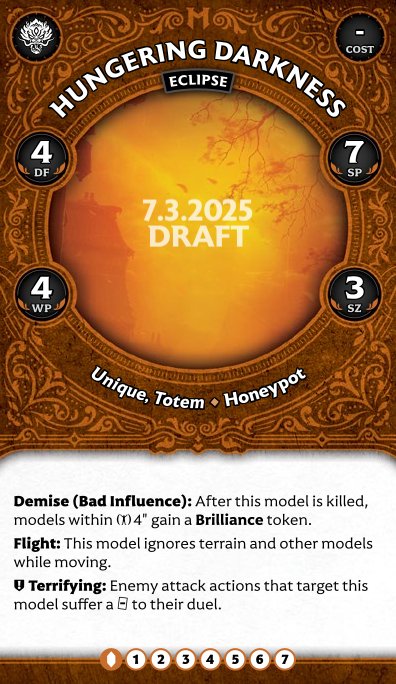 -
COST
HUNGERING DARKNESS
ECLIPSE
4
DF
7
SP
7.3.2025
DRAFT
4
WP
3
SZ
Unique, Totem ◆ Honeypot
Demise (Bad Influence): After this model is killed,
models within 4" gain a Brilliance token.
Flight: This model ignores terrain and other models
while moving.
Terrifying: Enemy attack actions that target this
model suffer a to their duel.
1 2 3 4 5 6 7